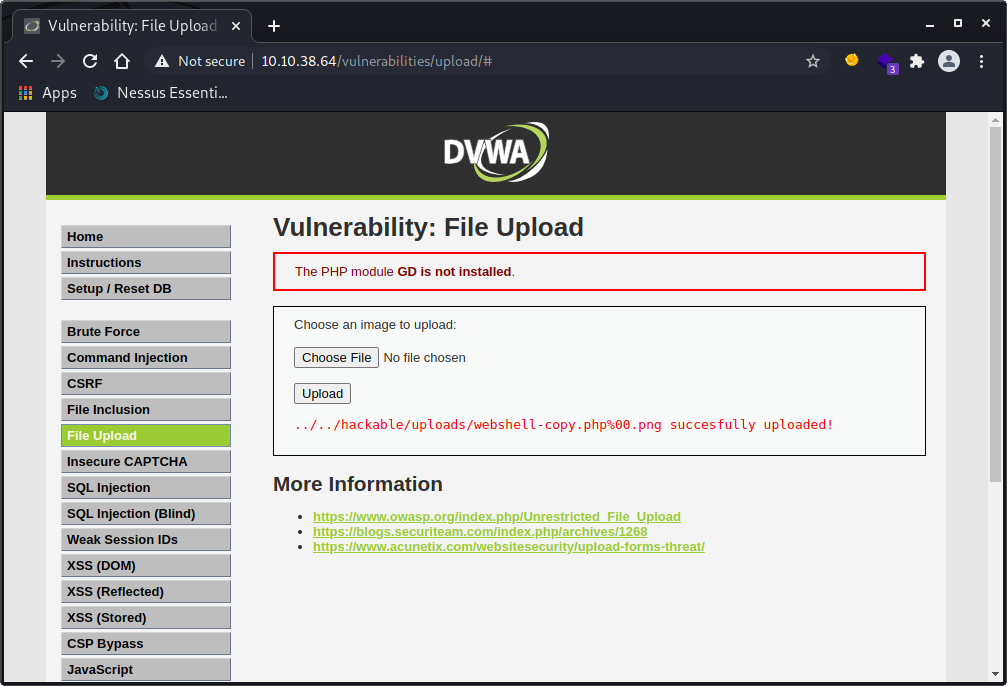 Vulnerability: File Upload
Not secure
10.10.38.64/vulnerabilities/upload/#
3
Apps
Nessus Essenti...
DVWA
Home
Instructions
Setup / Reset DB
Brute Force
Command Injection
CSRF
File Inclusion
File Upload
Insecure CAPTCHA
SQL Injection
SQL Injection (Blind)
Weak Session IDs
XSS (DOM)
XSS (Reflected)
XSS (Stored)
CSP Bypass
JavaScript
Vulnerability: File Upload
The PHP module GD is not installed.
Choose an image to upload:
Choose File No file chosen
Upload
../../hackable/uploads/webshell-copy.php%00.png succesfully uploaded!
More Information
• https://www.owasp.org/index.php/Unrestricted_File_Upload
• https://blogs.securiteam.com/index.php/archives/1268
• https://www.acunetix.com/websitesecurity/upload-forms-threat/